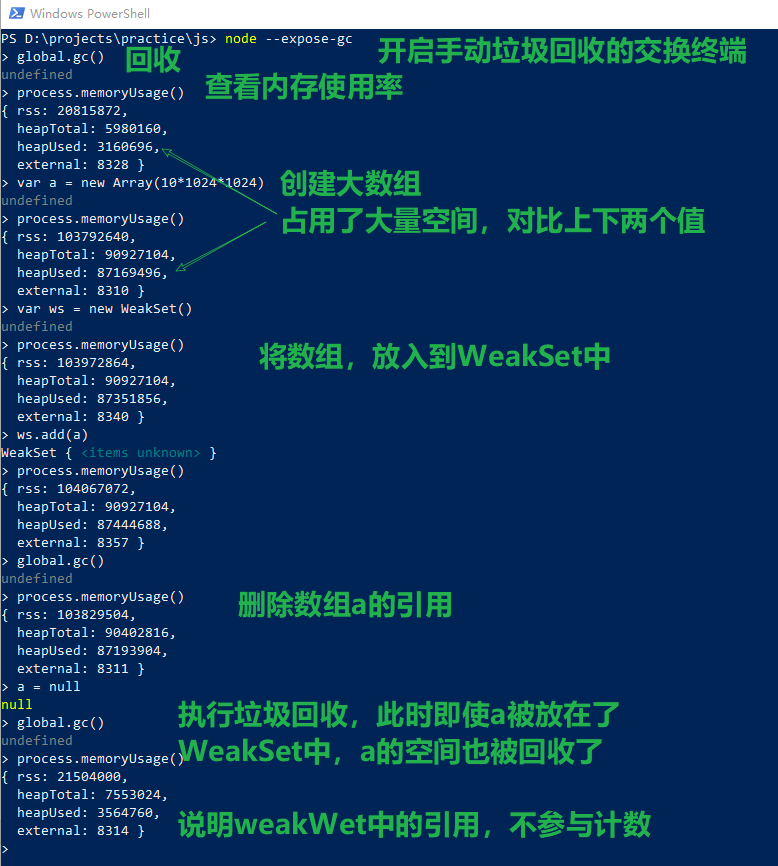 Windows PowerShell
PS D:\projects\practice\js> node --expose-gc 开启手动垃圾回收的交换终端
> global.gc() 回收
undefined
> process.memoryUsage() 查看内存使用率
{ rss: 20815872,
heapTotal: 5980160,
heapUsed: 3160696,
external: 8328 }
> var a = new Array(10*1024*1024) 创建大数组
undefined
占用了大量空间，对比上下两个值
> process.memoryUsage()
{ rss: 103792640,
heapTotal: 90927104,
heapUsed: 87169496,
external: 8310 }
> var ws = new WeakSet()
undefined
> process.memoryUsage()
将数组，放入到WeakSet中
{ rss: 103972864,
heapTotal: 90927104,
heapUsed: 87351856,
external: 8340 }
> ws.add(a)
WeakSet { <items unknown> }
> process.memoryUsage()
{ rss: 104067072,
heapTotal: 90927104,
heapUsed: 87444688,
external: 8357 }
> global.gc()
undefined
> process.memoryUsage()
删除数组a的引用
{ rss: 103829504,
heapTotal: 90402816,
heapUsed: 87193904,
external: 8311 }
> a = null
null
执行垃圾回收，此时即使a被放在了
> global.gc()
undefined
> process.memoryUsage()
WeakSet中，a的空间也被回收了
{ rss: 21504000,
heapTotal: 7553024,
heapUsed: 3564760,
external: 8314 }
说明weakWet中的引用，不参与计数
>